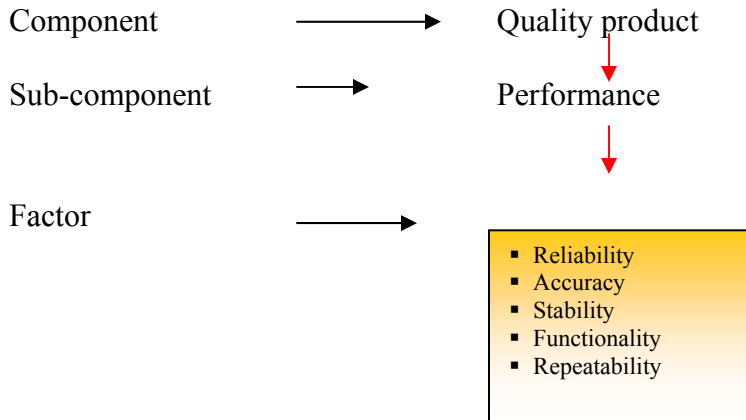 Component Quality product
Sub-component Performance
Factor
▪ Reliability
▪ Accuracy
▪ Stability
▪ Functionality
▪ Repeatability